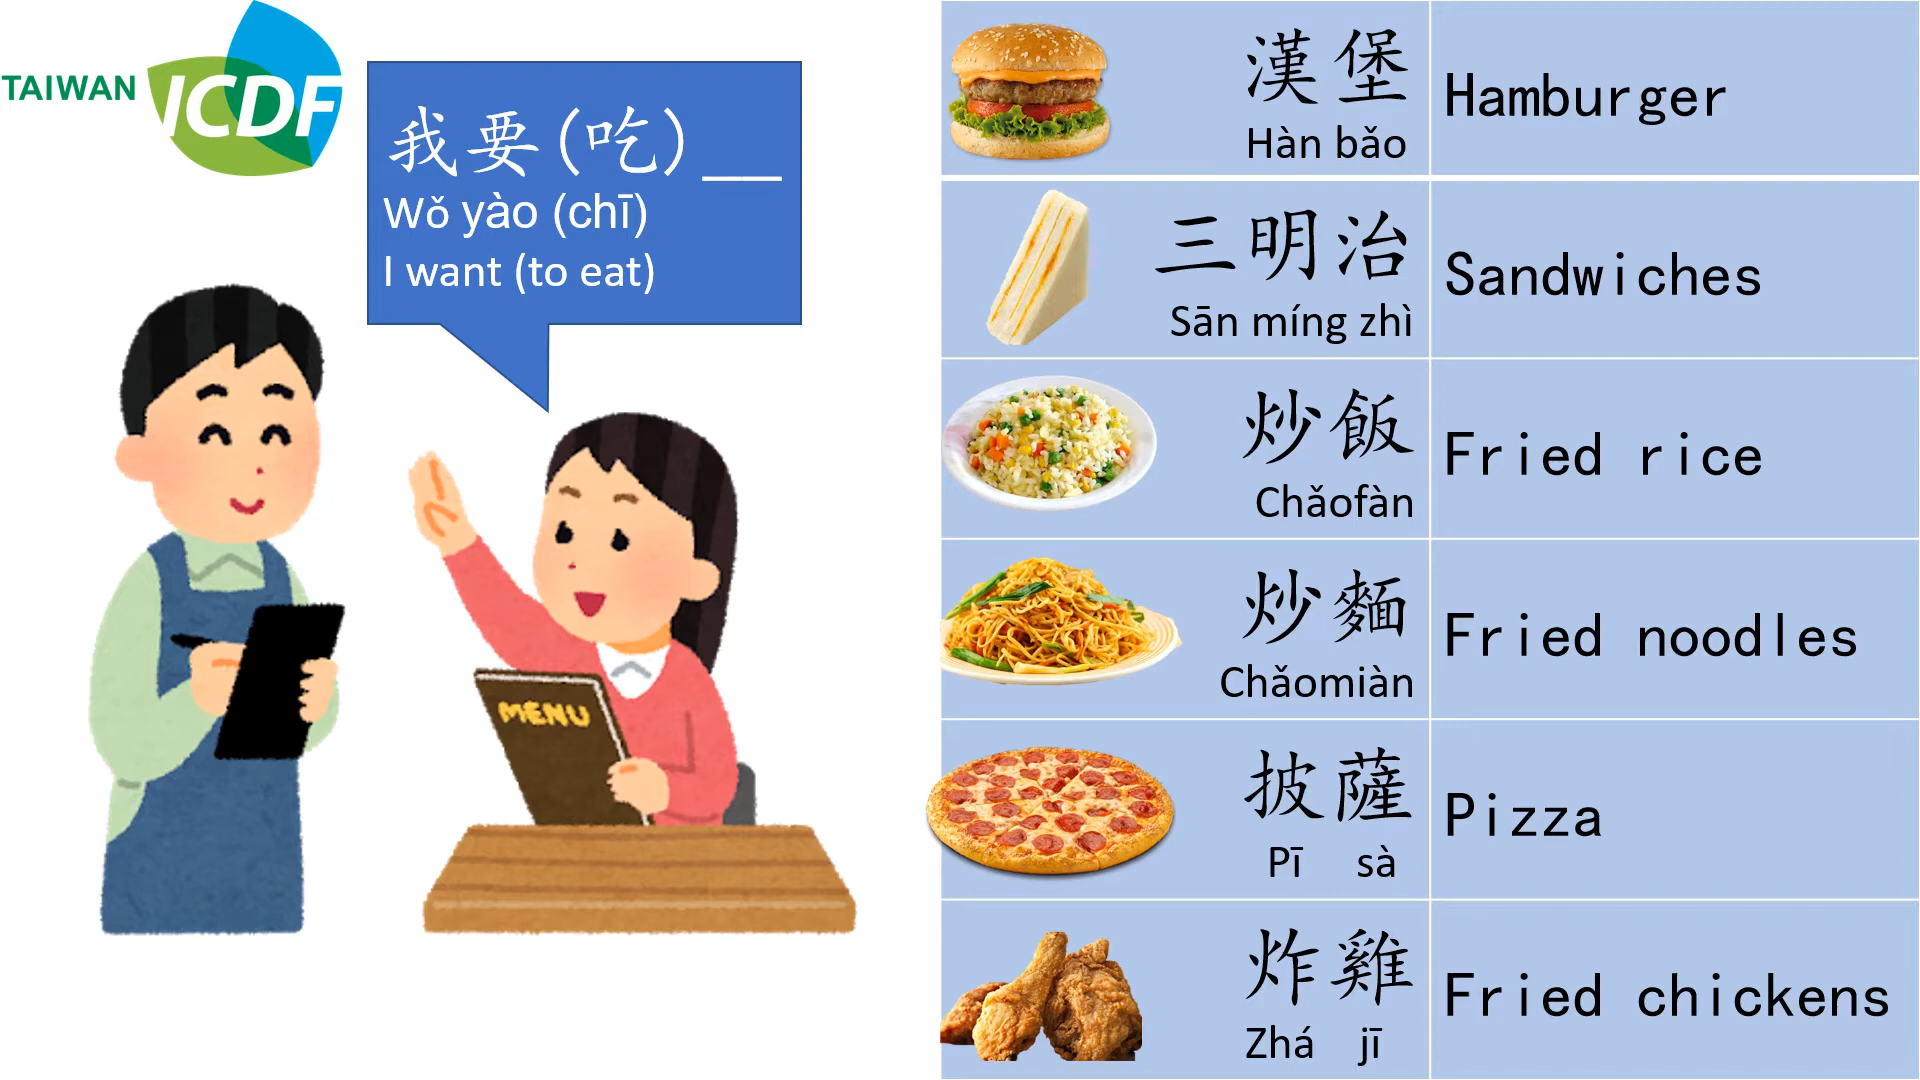 TAIWAN ICDF
我要(吃)__
Wǒ yào (chī)
I want (to eat)
MENU
漢堡
Hàn bǎo
Hamburger
三明治
Sān míng zhì
Sandwiches
炒飯
Chǎofàn
Fried rice
炒麵
Chǎomiàn
Fried noodles
披薩
Pī sà
Pizza
炸雞
Zhá jī
Fried chickens